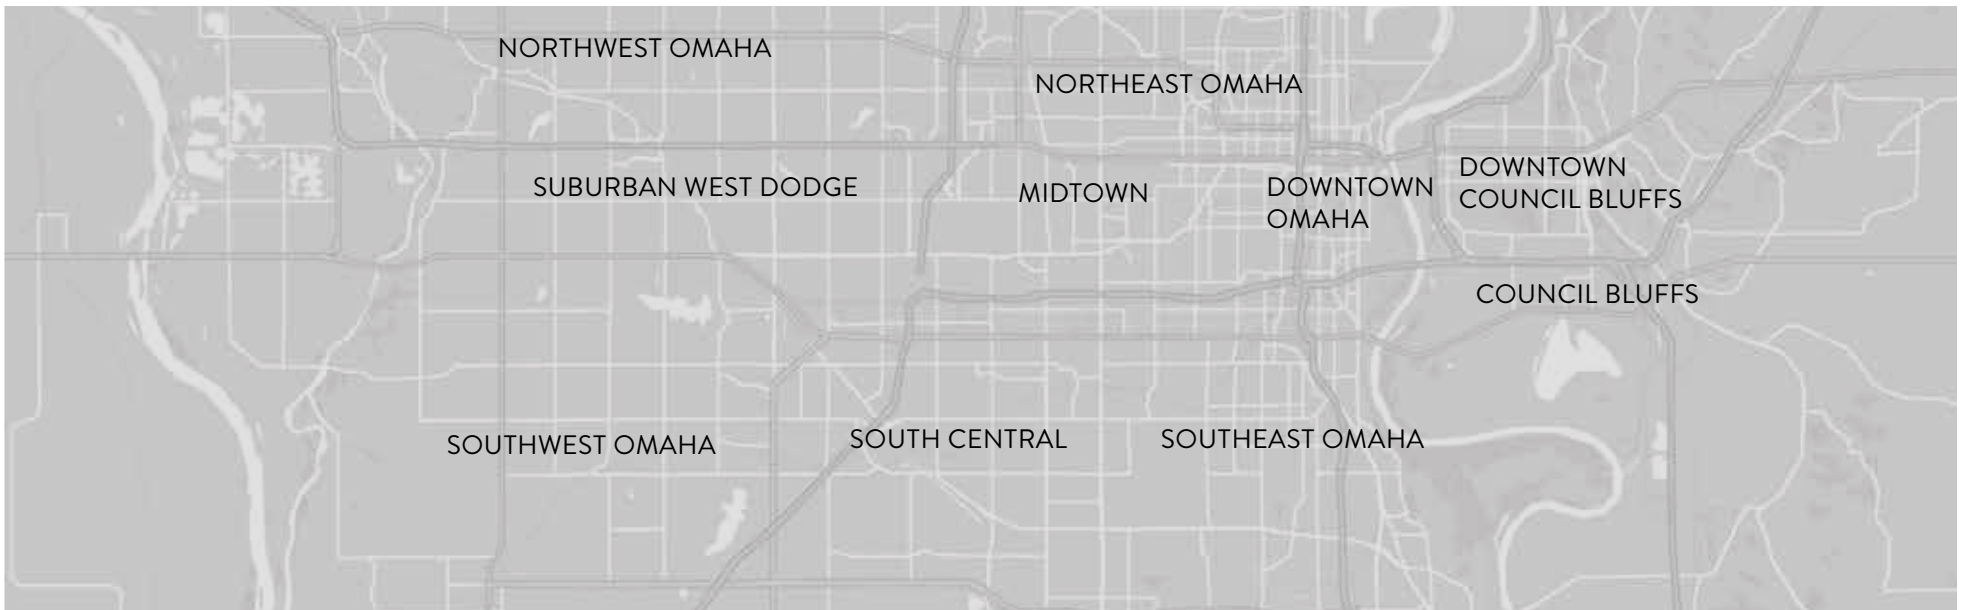 NORTHWEST OMAHA
NORTHEAST OMAHA
SUBURBAN WEST DODGE
MIDTOWN
DOWNTOWN
OMAHA
DOWNTOWN
COUNCIL BLUFFS
COUNCIL BLUFFS
SOUTHWEST OMAHA
SOUTH CENTRAL
SOUTHEAST OMAHA